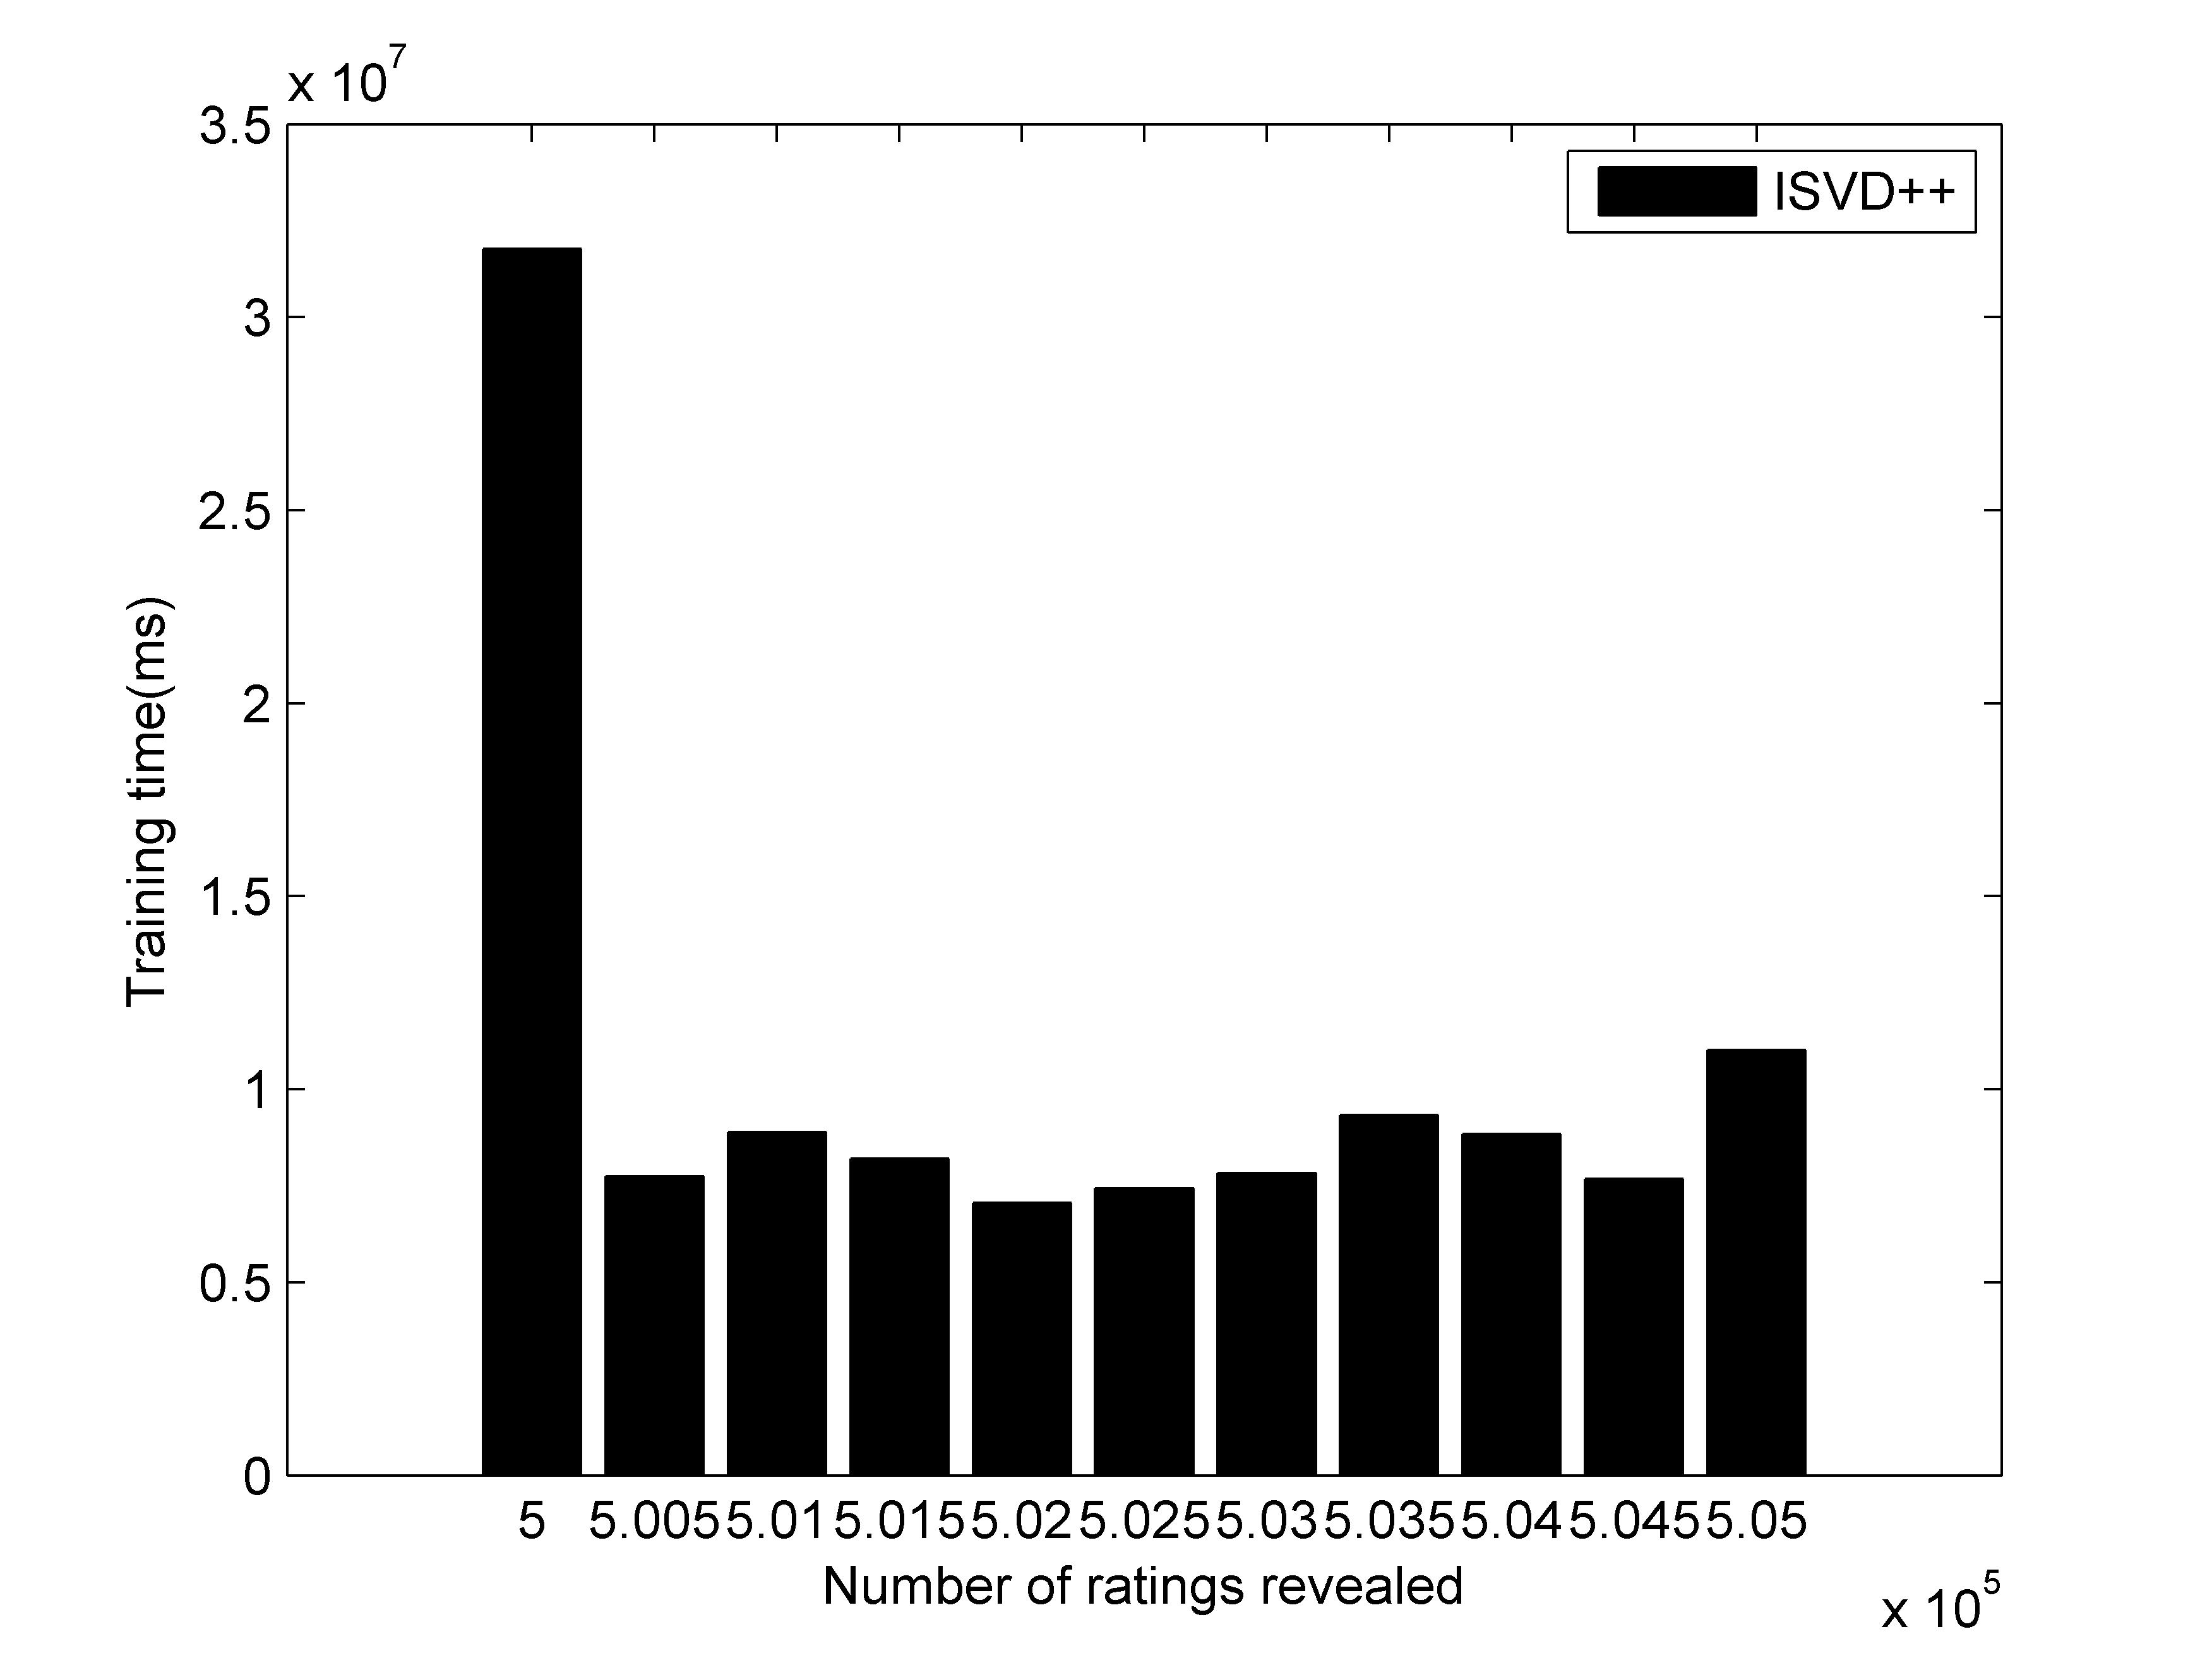 x 10^7
3.5
3
2.5
2
1.5
1
0.5
0
Training time(ms)
ISVD++
5 5.005 5.01 5.015 5.02 5.025 5.03 5.035 5.04 5.045 5.05
Number of ratings revealed
x 10^5